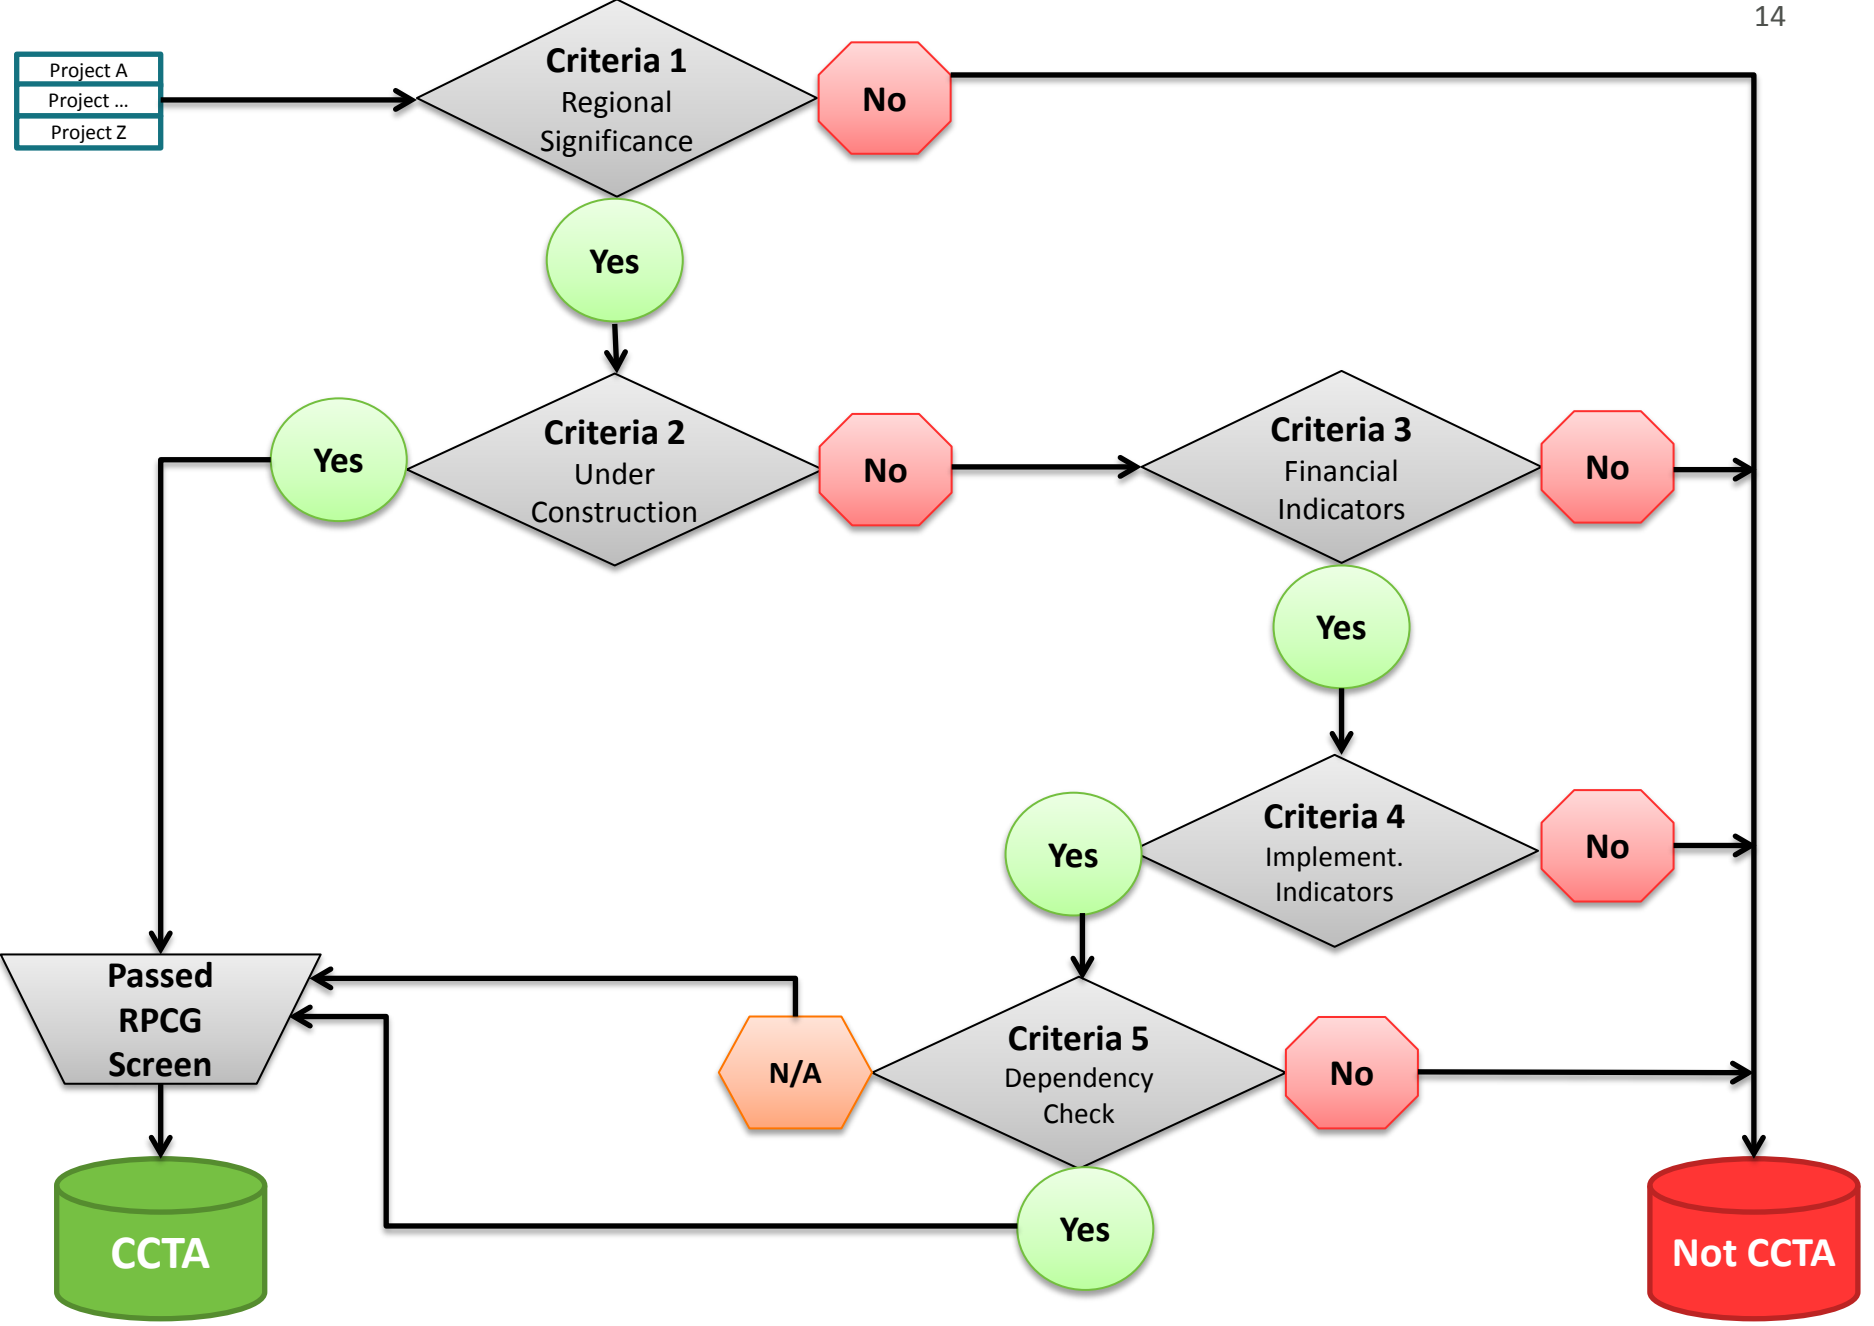 14
Project A
Project ...
Project Z
Criteria 1
Regional
Significance
No
Yes
Yes
Criteria 2
Under
Construction
No
Criteria 3
Financial
Indicators
No
Yes
Yes
Criteria 4
Implement.
Indicators
No
Passed
RPCG
Screen
N/A
Criteria 5
Dependency
Check
No
Yes
CCTA
Not CCTA